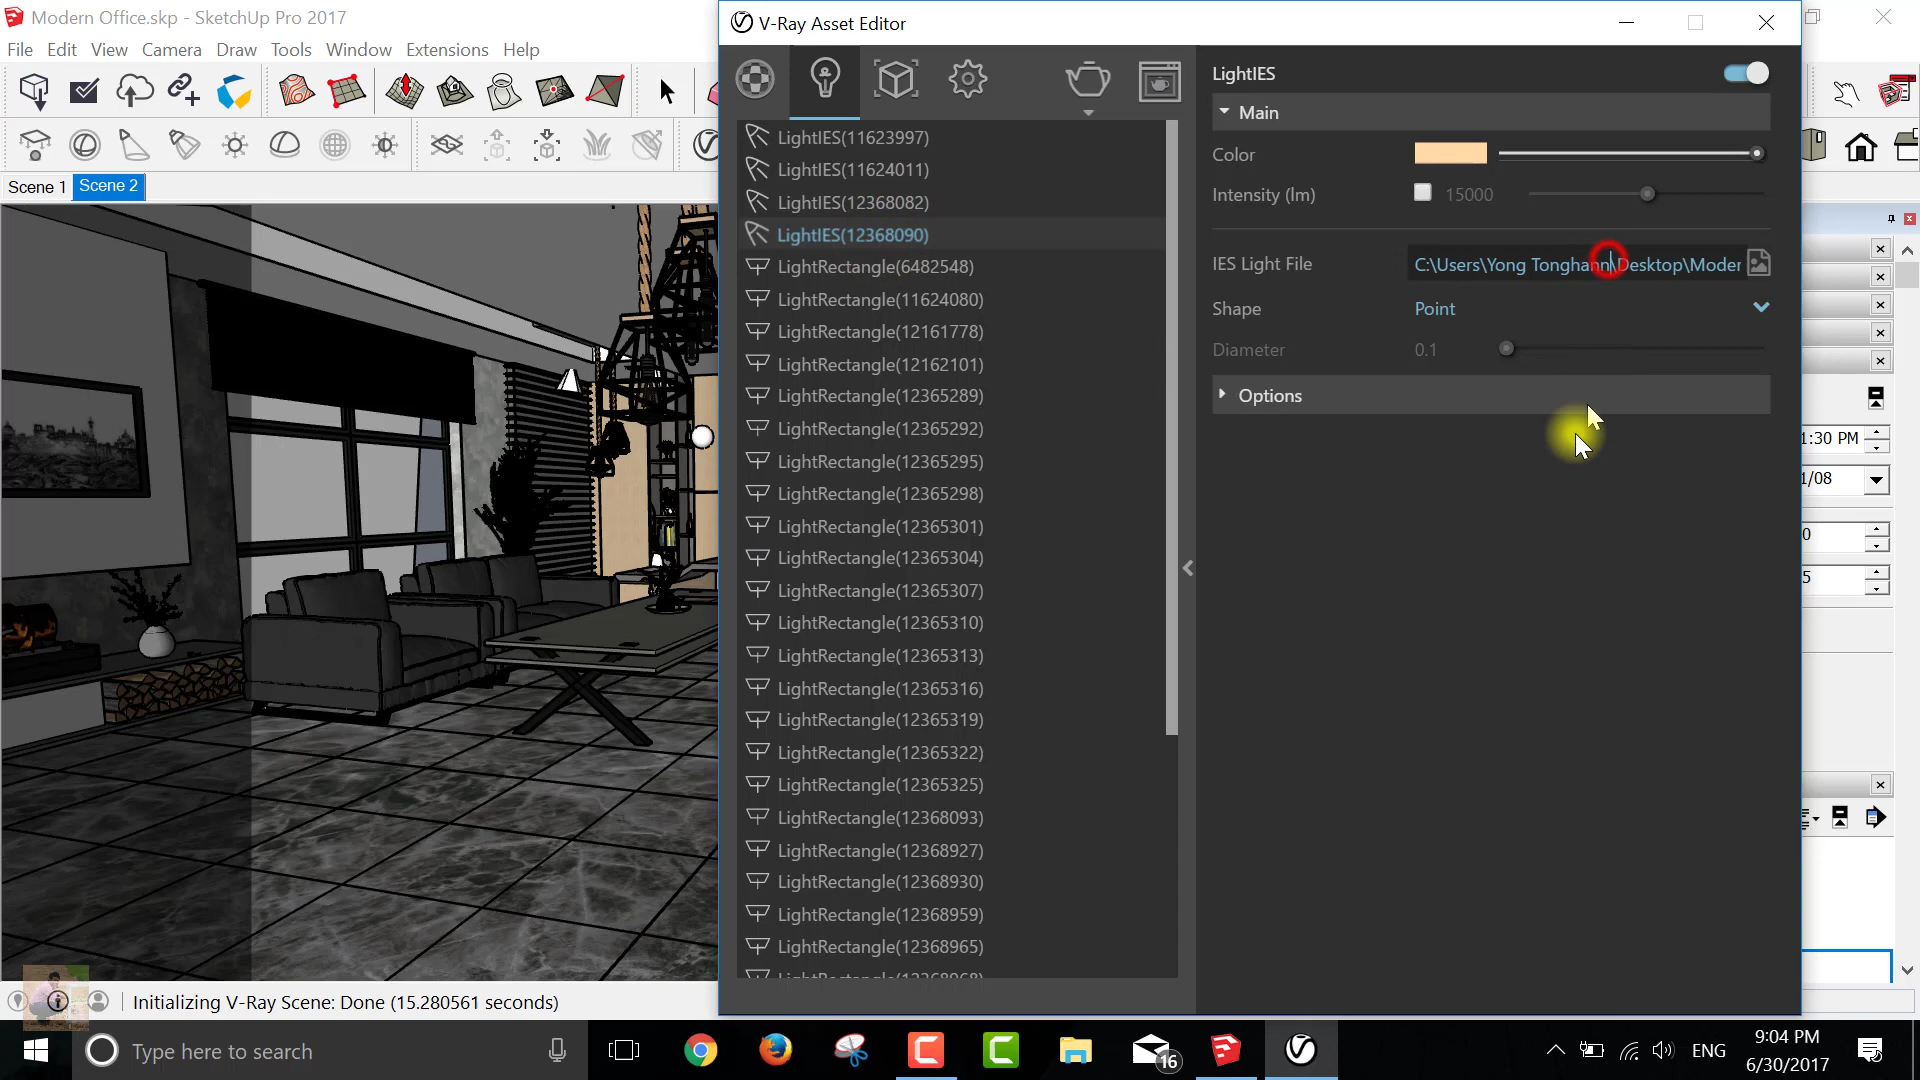 Modern Office.skp - SketchUp Pro 2017
File Edit View Camera Draw Tools Window Extensions Help
Scene 1 Scene 2
V-Ray Asset Editor
LightIES(11623997)
LightIES(11624011)
LightIES(12368082)
LightIES(12368090)
LightRectangle(6482548)
LightRectangle(11624080)
LightRectangle(12161778)
LightRectangle(12162101)
LightRectangle(12365289)
LightRectangle(12365292)
LightRectangle(12365295)
LightRectangle(12365298)
LightRectangle(12365301)
LightRectangle(12365304)
LightRectangle(12365307)
LightRectangle(12365310)
LightRectangle(12365313)
LightRectangle(12365316)
LightRectangle(12365319)
LightRectangle(12365322)
LightRectangle(12365325)
LightRectangle(12368093)
LightRectangle(12368927)
LightRectangle(12368930)
LightRectangle(12368959)
LightRectangle(12368965)
LightIES
Main
Color
Intensity (lm) 15000
IES Light File C:\Users\Yong Tonghann\Desktop\Moder
Shape Point
Diameter 0.1
Options
1:30 PM
1/08
0
5
Initializing V-Ray Scene: Done (15.280561 seconds)
Type here to search
16
ENG
9:04 PM
6/30/2017